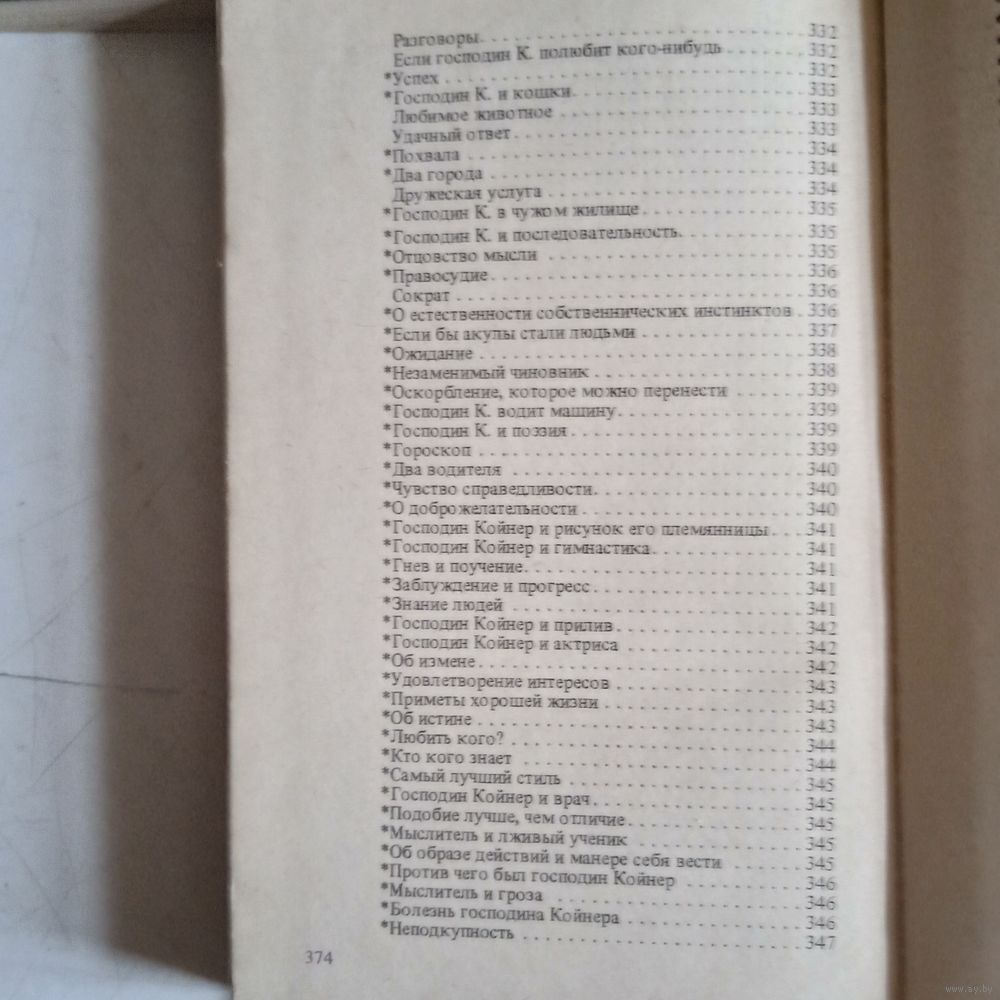 Разговоры. . . . . . . . . . 332
Если господин К. полюбит кого-нибудь . . . . . 332
*Успех . . . . . . . . . . 332
*Господин К. и кошки. . . . . . . . . . 333
Любимое животное . . . . . . . . . . 333
Удачный ответ . . . . . . . . . . 333
*Похвала . . . . . . . . . . 334
*Два города . . . . . . . . . . 334
Дружеская услуга . . . . . . . . . . 334
*Господин К. в чужом жилище . . . . . . . . . . 335
*Господин К. и последовательность. . . . . . . . 335
*Отцовство мысли . . . . . . . . . . 335
*Правосудие . . . . . . . . . . 336
Сократ . . . . . . . . . . 336
*О естественности собственнических инстинктов . 336
*Если бы акулы стали людьми . . . . . . . . . . 337
*Ожидание . . . . . . . . . . 338
*Незаменимый чиновник . . . . . . . . . . 338
*Оскорбление, которое можно перенести . . . . . 339
*Господин К. водит машину. . . . . . . . . . 339
*Господин К. и поэзия . . . . . . . . . . 339
*Гороскоп . . . . . . . . . . 339
*Два водителя . . . . . . . . . . 340
*Чувство справедливости. . . . . . . . . . 340
*О доброжелательности . . . . . . . . . . 340
*Господин Койнер и рисунок его племянницы. . . 341
*Господин Койнер и гимнастика. . . . . . . . . . 341
*Гнев и поучение. . . . . . . . . . 341
*Заблуждение и прогресс. . . . . . . . . . 341
*Знание людей . . . . . . . . . . 341
*Господин Койнер и прилив . . . . . . . . . . 342
*Господин Койнер и актриса . . . . . . . . . . 342
*Об измене . . . . . . . . . . 342
*Удовлетворение интересов . . . . . . . . . . 343
*Приметы хорошей жизни . . . . . . . . . . 343
*Об истине . . . . . . . . . . 343
*Любить кого? . . . . . . . . . . 344
*Кто кого знает . . . . . . . . . . 344
*Самый лучший стиль . . . . . . . . . . 345
*Господин Койнер и врач . . . . . . . . . . 345
*Подобие лучше, чем отличие . . . . . . . . . . 345
*Мыслитель и лживый ученик . . . . . . . . . . 345
*Об образе действий и манере себя вести . . . . . 345
*Против чего был господин Койнер . . . . . . . 346
*Мыслитель и гроза . . . . . . . . . . 346
*Болезнь господина Койнера . . . . . . . . . . 346
*Неподкупность . . . . . . . . . . 347
374
www.ay.by